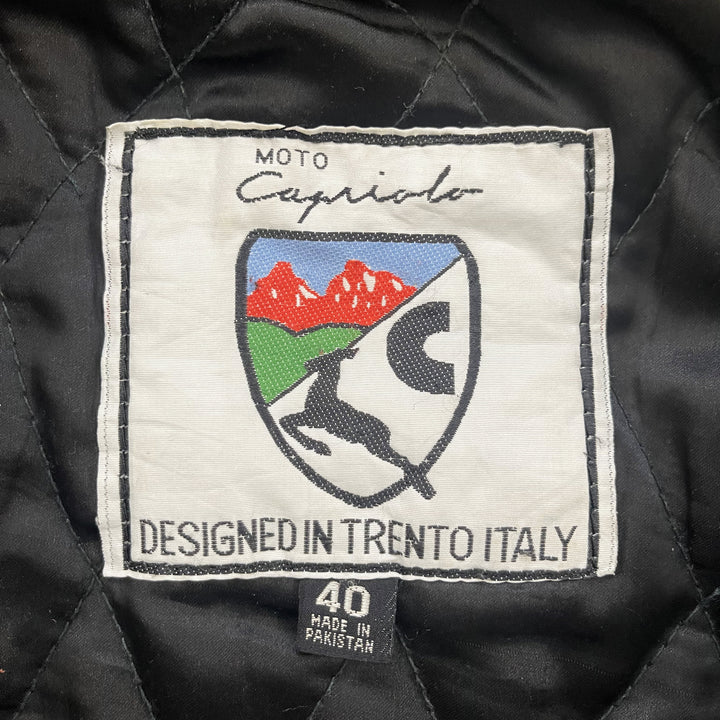 MOTO
Capriolo
C
DESIGNED IN TRENTO ITALY
40
MADE IN
PAKISTAN